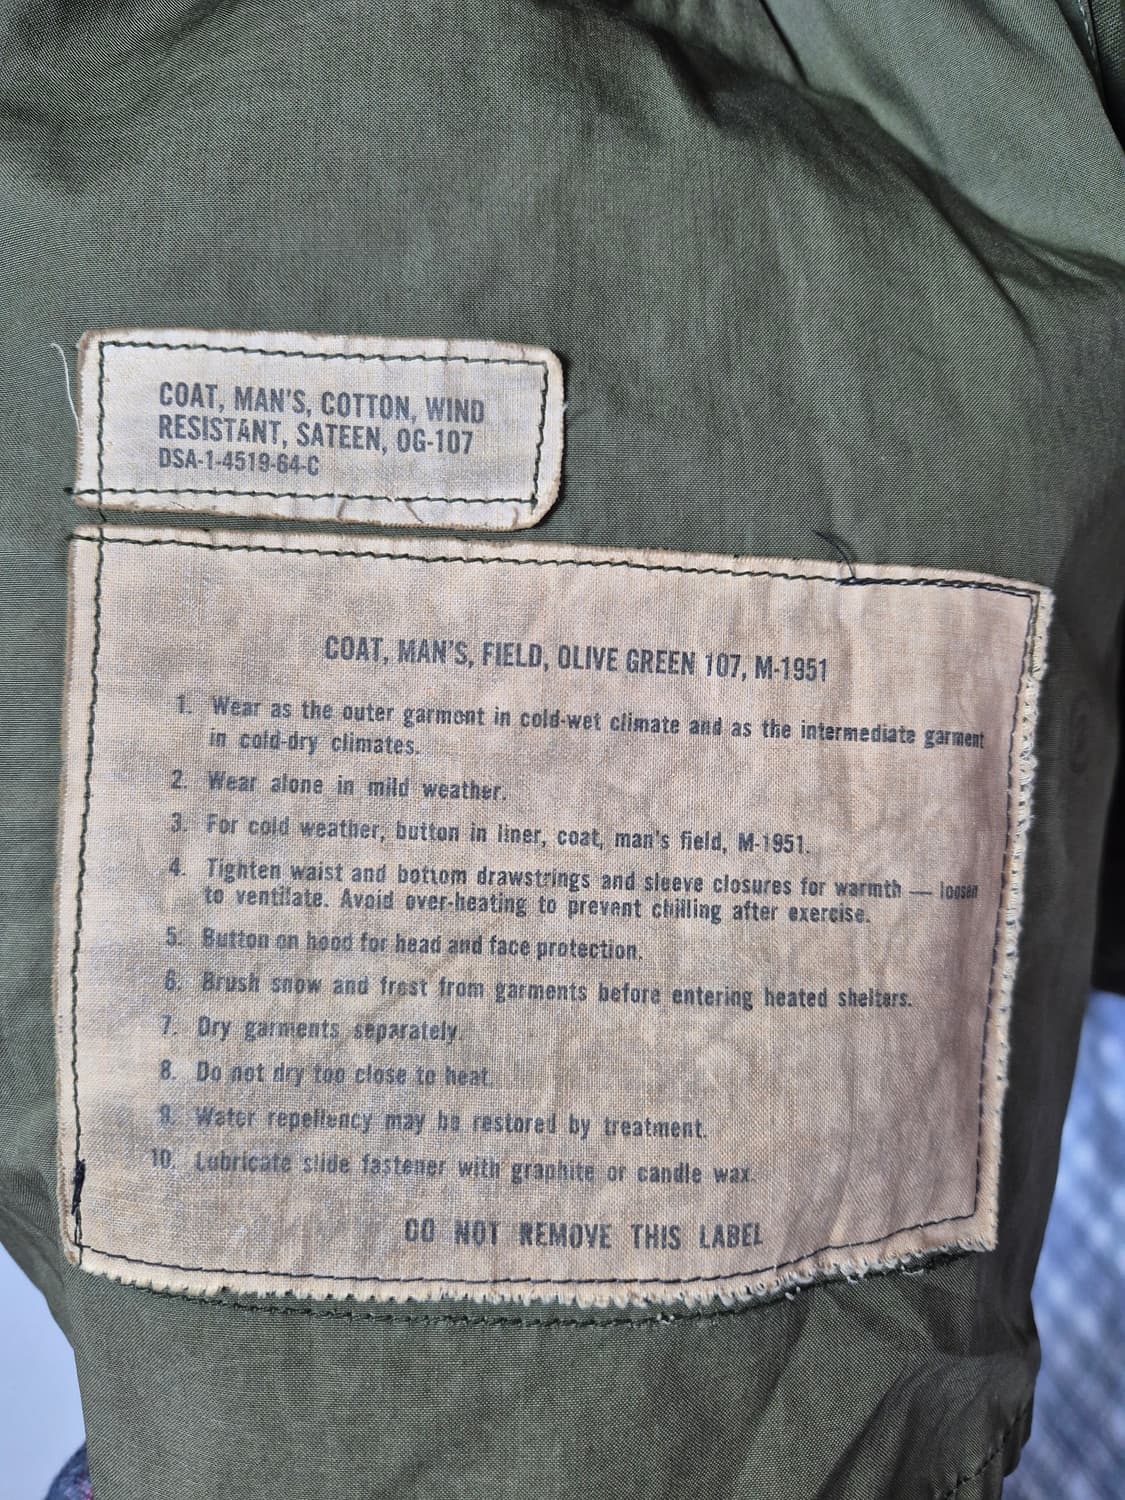 COAT, MAN'S, COTTON, WIND
RESISTANT, SATEEN, OG-107
DSA-1-4519-64-C
COAT, MAN'S, FIELD, OLIVE GREEN 107, M-1951
1. Wear as the outer garment in cold-wet climate and as the intermediate garment
in cold-dry climates.
2. Wear alone in mild weather.
3. For cold weather, button in liner, coat, man's field, M-1951.
4. Tighten waist and bottom drawstrings and sleeve closures for warmth — loosen
to ventilate. Avoid over-heating to prevent chilling after exercise.
5. Button on hood for head and face protection.
6. Brush snow and frost from garments before entering heated shelters.
7. Dry garments separately.
8. Do not dry too close to heat.
9. Water repellency may be restored by treatment.
10. Lubricate slide fastener with graphite or candle wax.
DO NOT REMOVE THIS LABEL